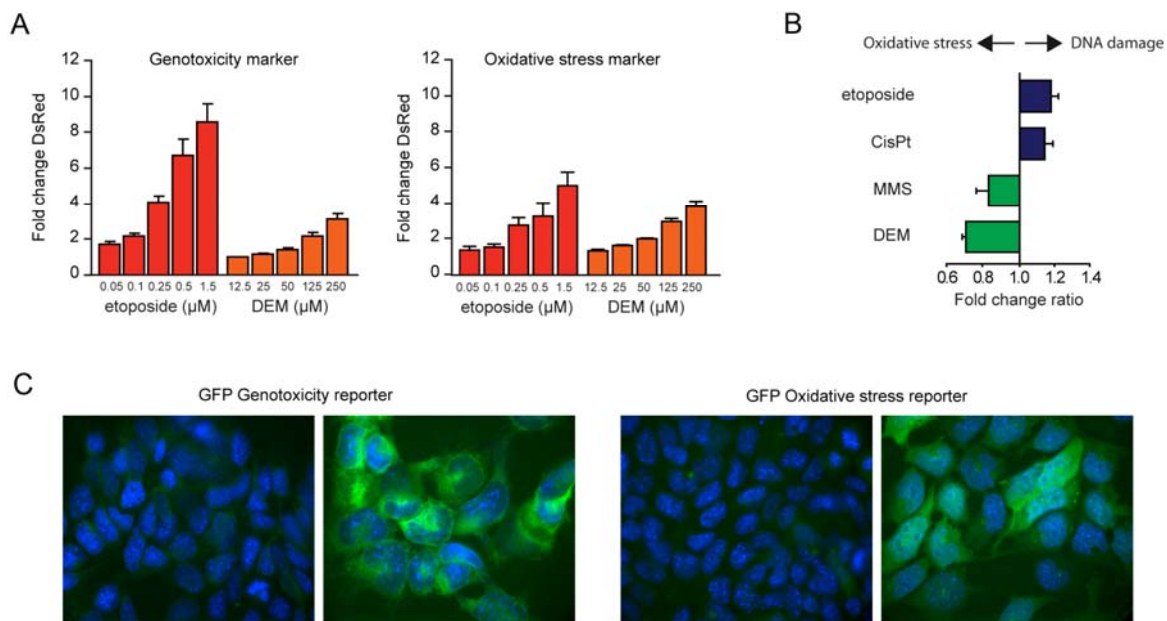 A
Genotoxicity marker
Fold change DsRed
12
10
8
6
4
2
0
0.05 0.1 0.25 0.5 1.5 12.5 25 50 125 250
etoposide (µM) DEM (µM)
Oxidative stress marker
Fold change DsRed
12
10
8
6
4
2
0
0.05 0.1 0.25 0.5 1.5 12.5 25 50 125 250
etoposide (µM) DEM (µM)
B
Oxidative stress DNA damage
etoposide
CisPt
MMS
DEM
0.6 0.8 1.0 1.2 1.4
Fold change ratio
C
GFP Genotoxicity reporter
GFP Oxidative stress reporter